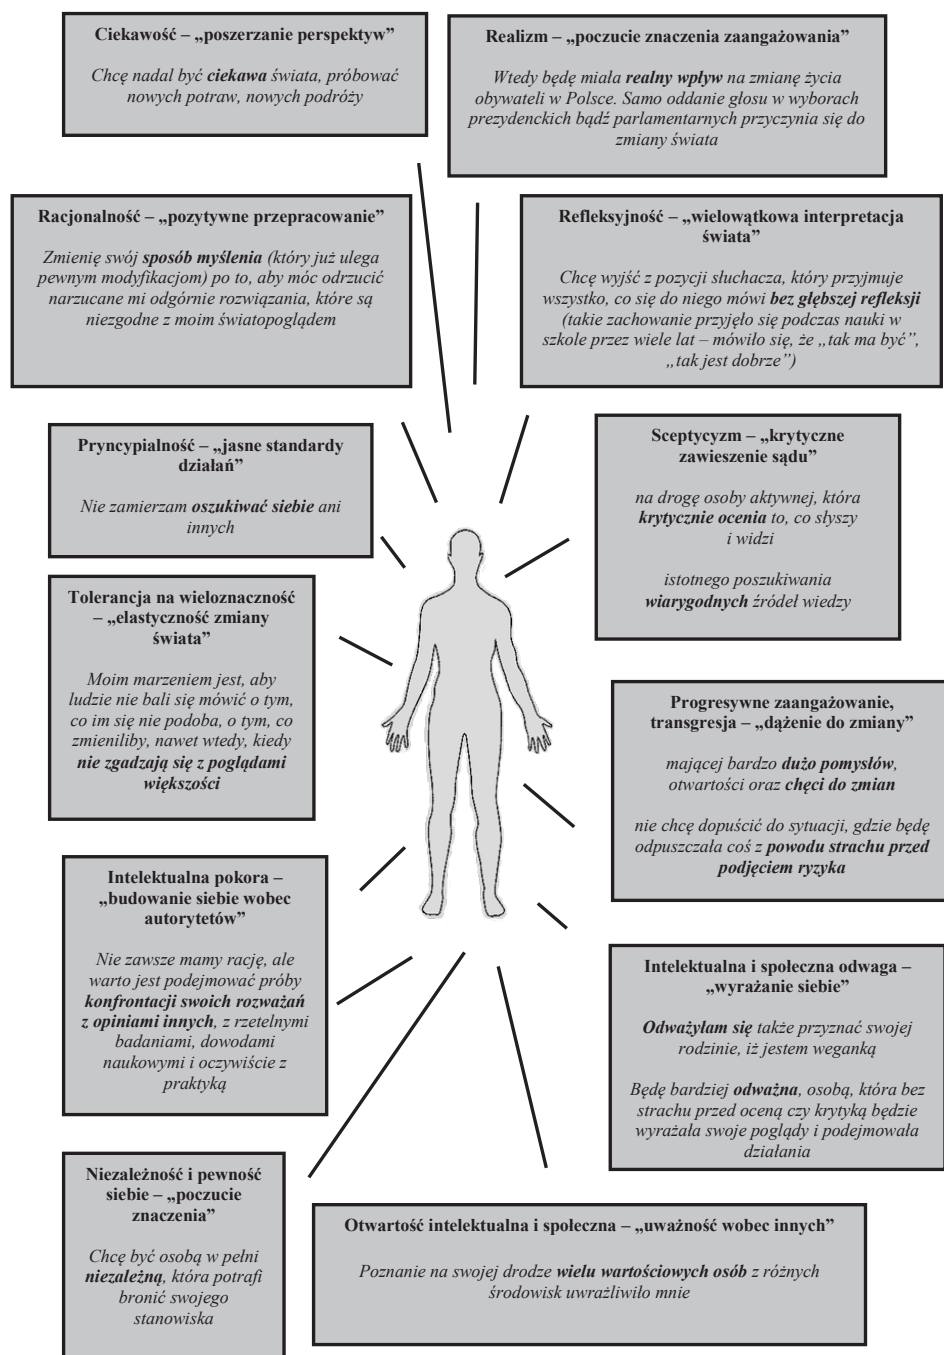 Ciekawość – „poszerzanie perspektyw”
Chcę nadal być ciekawa świata, próbować
nowych potraw, nowych podróży
Realizm – „poczucie znaczenia zaangażowania”
Wtedy będę miała realny wpływ na zmianę życia
obywateli w Polsce. Samo oddanie głosu w wyborach
prezydenckich bądź parlamentarnych przyczynia się do
zmiany świata
Racjonalność – „pozytywne przepracowanie”
Zmienię swój sposób myślenia (który już ulega
pewnym modyfikacjom) po to, aby móc odrzucić
narzucane mi odgórnie rozwiązania, które są
niezgodne z moim światopoglądem
Refleksyjność – „wielowątkowa interpretacja
świata”
Chcę wyjść z pozycji słuchacza, który przyjmuje
wszystko, co się do niego mówi bez głębszej refleksji
(takie zachowanie przyjęło się podczas nauki w
szkole przez wiele lat – mówiło się, że „tak ma być”,
„tak jest dobrze”)
Pryncypialność – „jasne standardy
działań”
Nie zamierzam oszukiwać siebie ani
innych
Sceptycyzm – „krytyczne
zawieszenie sądu”
na drogę osoby aktywnej, która
krytycznie ocenia to, co słyszy
i widzi
istotnego poszukiwania
wiarygodnych źródeł wiedzy
Tolerancja na wieloznaczność
– „elastyczność zmiany
świata”
Moim marzeniem jest, aby
ludzie nie bali się mówić o tym,
co im się nie podoba, o tym, co
zmieniliby, nawet wtedy, kiedy
nie zgadzają się z poglądami
większości
Progresywne zaangażowanie,
transgresja – „dążenie do zmiany”
mającej bardzo dużo pomysłów,
otwartości oraz chęci do zmian
nie chcę dopuścić do sytuacji, gdzie będę
odpuszczała coś z powodu strachu przed
podjęciem ryzyka
Intelektualna pokora –
„budowanie siebie wobec
autorytetów”
Nie zawsze mamy rację, ale
warto jest podejmować próby
konfrontacji swoich rozważań
z opiniami innych, z rzetelnymi
badaniami, dowodami
naukowymi i oczywiście z
praktyką
Intelektualna i społeczna odwaga –
„wyrażanie siebie”
Odważyłam się także przyznać swojej
rodzinie, iż jestem weganką
Będę bardziej odważna, osobą, która bez
strachu przed oceną czy krytyką będzie
wyrażała swoje poglądy i podejmowała
działania
Niezależność i pewność
siebie – „poczucie
znaczenia”
Chcę być osobą w pełni
niezależną, która potrafi
bronić swojego
stanowiska
Otwartość intelektualna i społeczna – „uważność wobec innych”
Poznanie na swojej drodze wielu wartościowych osób z różnych
środowisk uwrażliwiło mnie